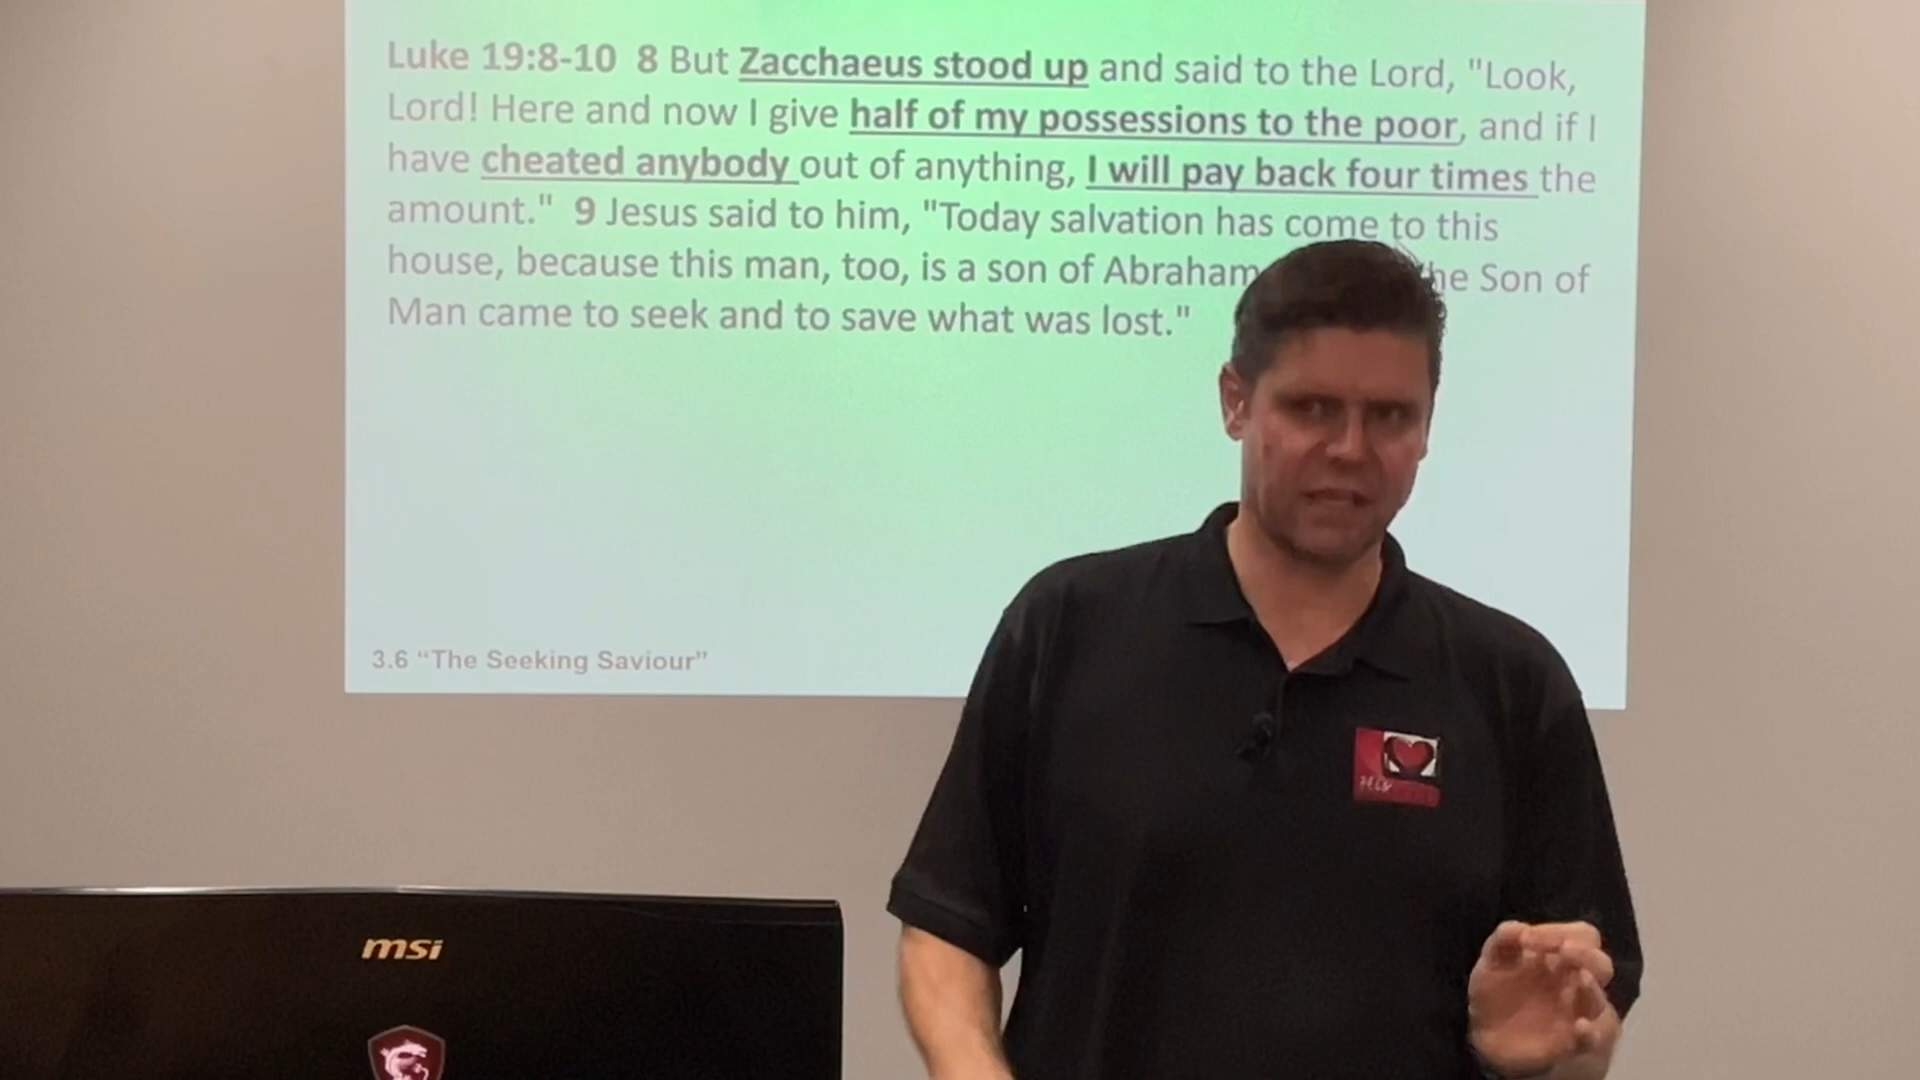 Luke 19:8-10 8 But Zacchaeus stood up and said to the Lord, "Look,
Lord! Here and now I give half of my possessions to the poor, and if I
have cheated anybody out of anything, I will pay back four times the
amount." 9 Jesus said to him, "Today salvation has come to this
house, because this man, too, is a son of Abraham he Son of
Man came to seek and to save what was lost."
3.6 “The Seeking Saviour”
msi